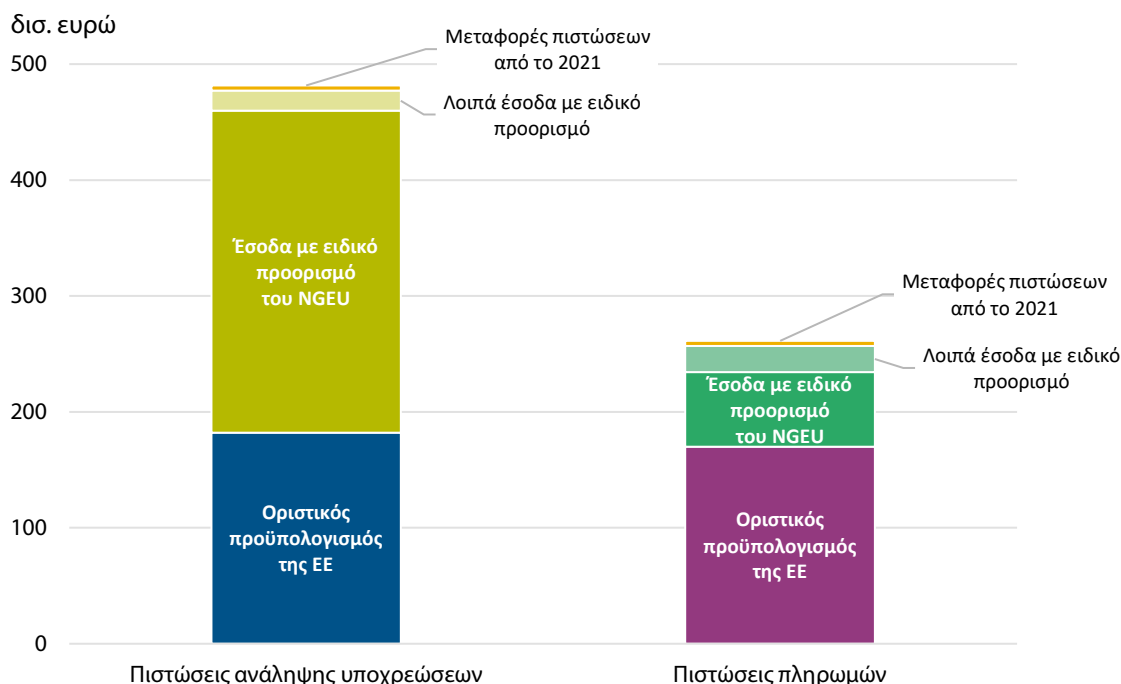 δισ. ευρώ
500
400
300
200
100
0
Μεταφορές πιστώσεων
από το 2021
Λοιπά έσοδα με ειδικό
προορισμό
Έσοδα με ειδικό
προορισμό
του NGEU
Οριστικός
προϋπολογισμός
της ΕΕ
Μεταφορές πιστώσεων
από το 2021
Λοιπά έσοδα με ειδικό
προορισμό
Έσοδα με ειδικό
προορισμό
του NGEU
Οριστικός
προϋπολογισμός
της ΕΕ
Πιστώσεις ανάληψης υποχρεώσεων
Πιστώσεις πληρωμών